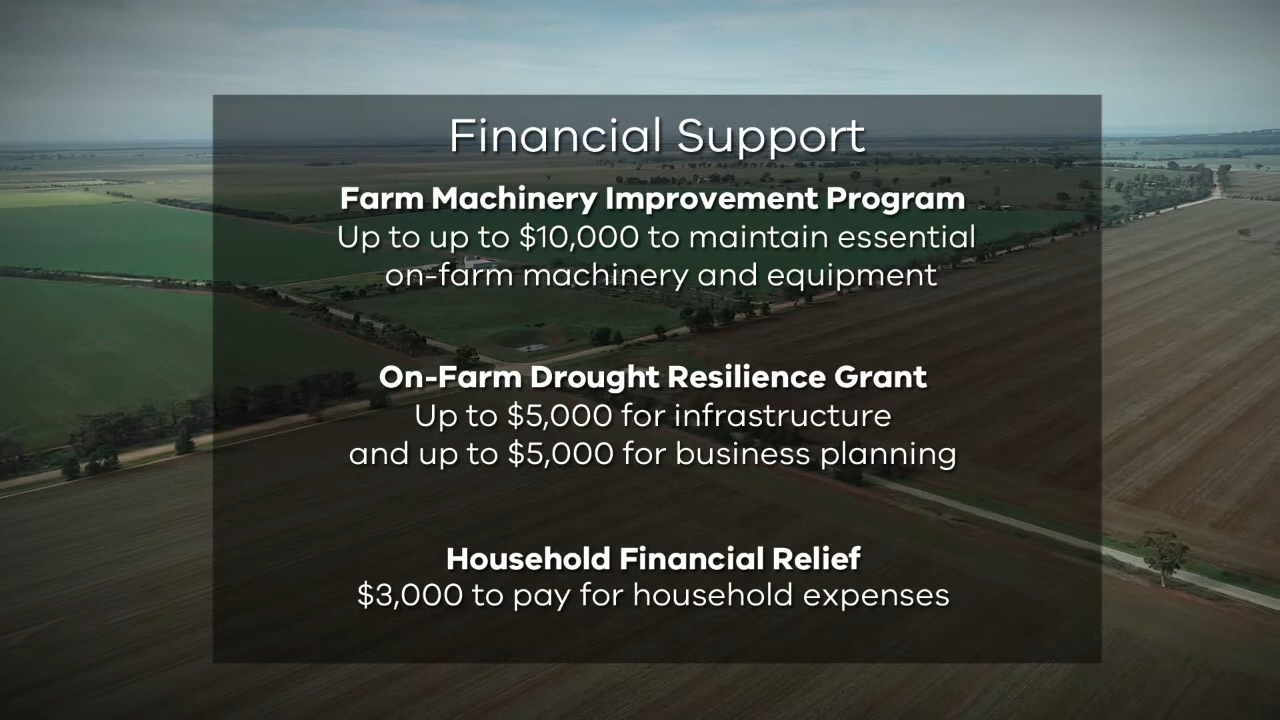 Financial Support
Farm Machinery Improvement Program
Up to up to $10,000 to maintain essential
on-farm machinery and equipment
On-Farm Drought Resilience Grant
Up to $5,000 for infrastructure
and up to $5,000 for business planning
Household Financial Relief
$3,000 to pay for household expenses